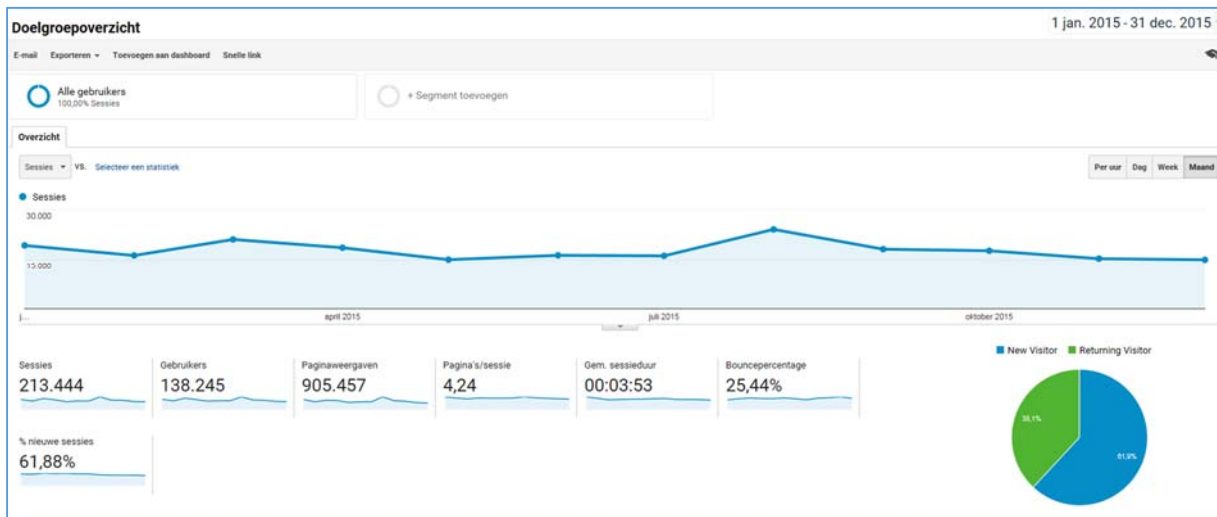 Doelgroepoverzicht
1 jan. 2015 - 31 dec. 2015
E-mail Exporteren Toevoegen aan dashboard Snelle link
Alle gebruikers
100,00% Sessies
+ Segment toevoegen
Overzicht
Sessies VS. Selecteer een statistiek
Per uur Dag Week Maand
Sessies
30.000
15.000
j... april 2015 juli 2015 oktober 2015
New Visitor Returning Visitor
Sessies Gebruikers Paginaweergaven Pagina's/sessie Gem. sessieduur Bouncepercentage
213.444 138.245 905.457 4,24 00:03:53 25,44%
38,1%
61,9%
% nieuwe sessies
61,88%